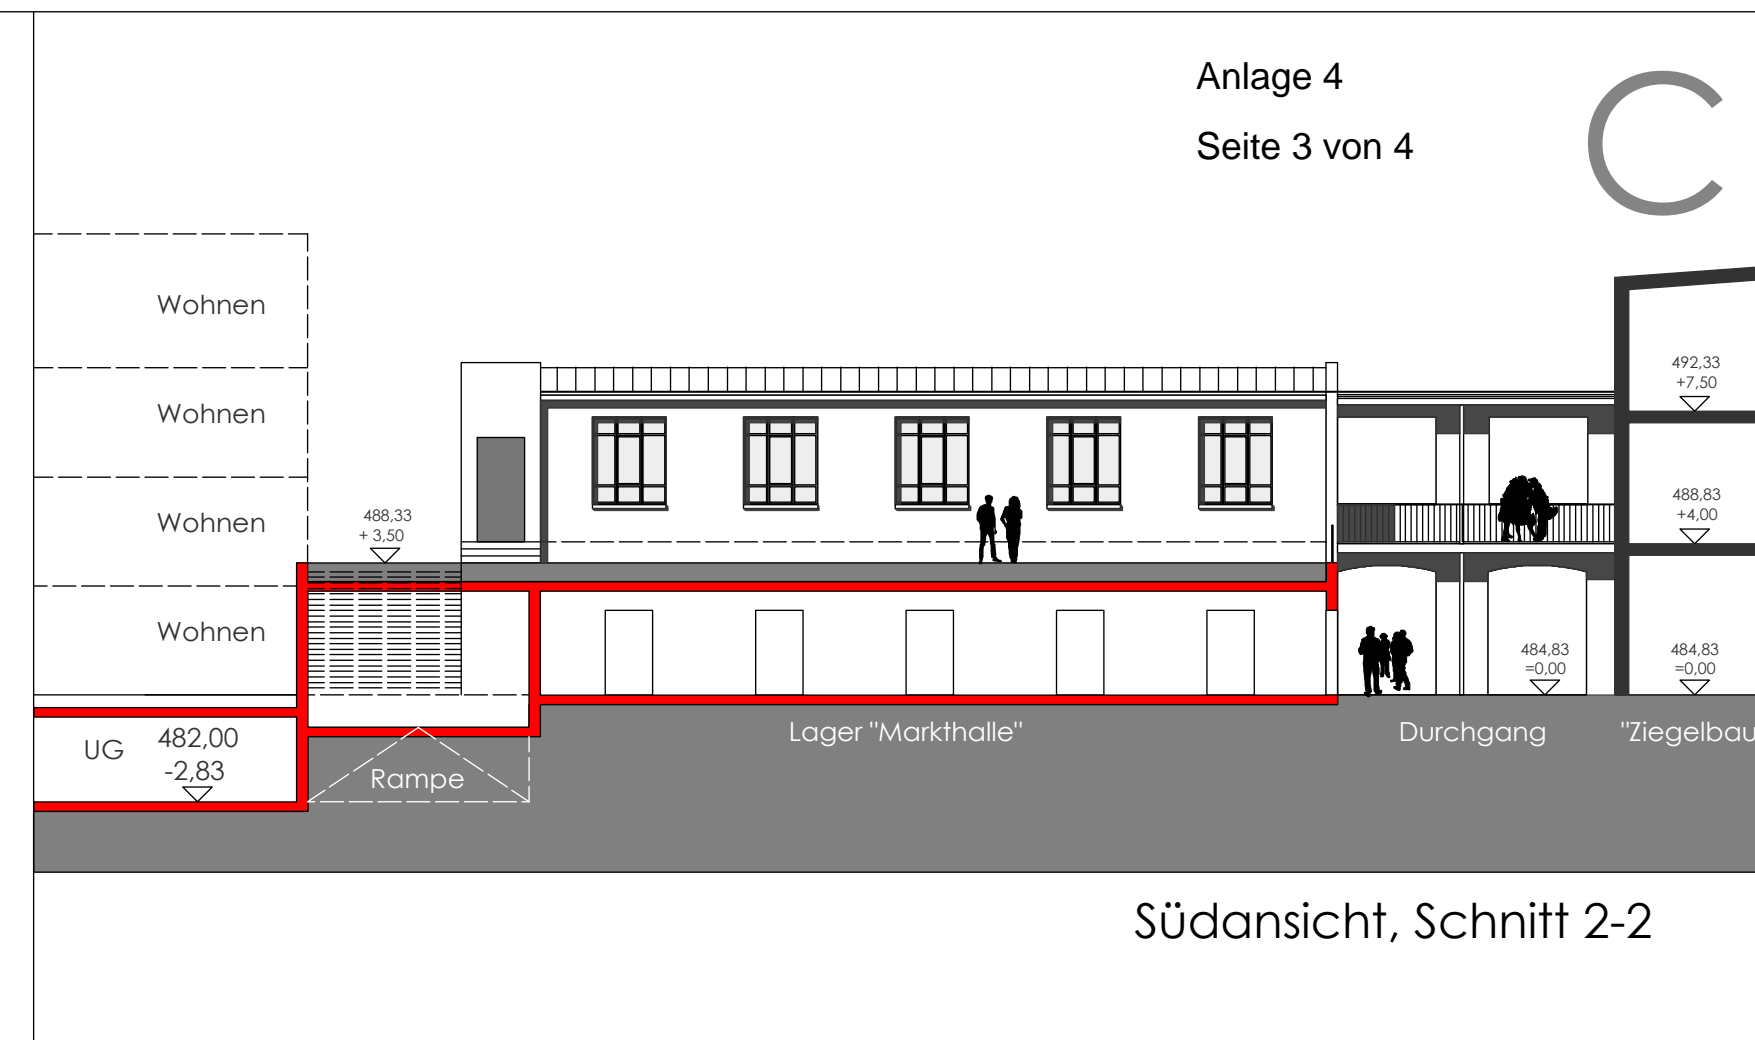 Anlage 4
Seite 3 von 4
C
Wohnen
492,33
+7,50
Wohnen
488,83
+4,00
Wohnen
488,33
+ 3,50
Wohnen
484,83
=0,00
484,83
=0,00
UG
482,00
-2,83
Rampe
Lager "Markthalle"
Durchgang
"Ziegelbau
Südansicht, Schnitt 2-2